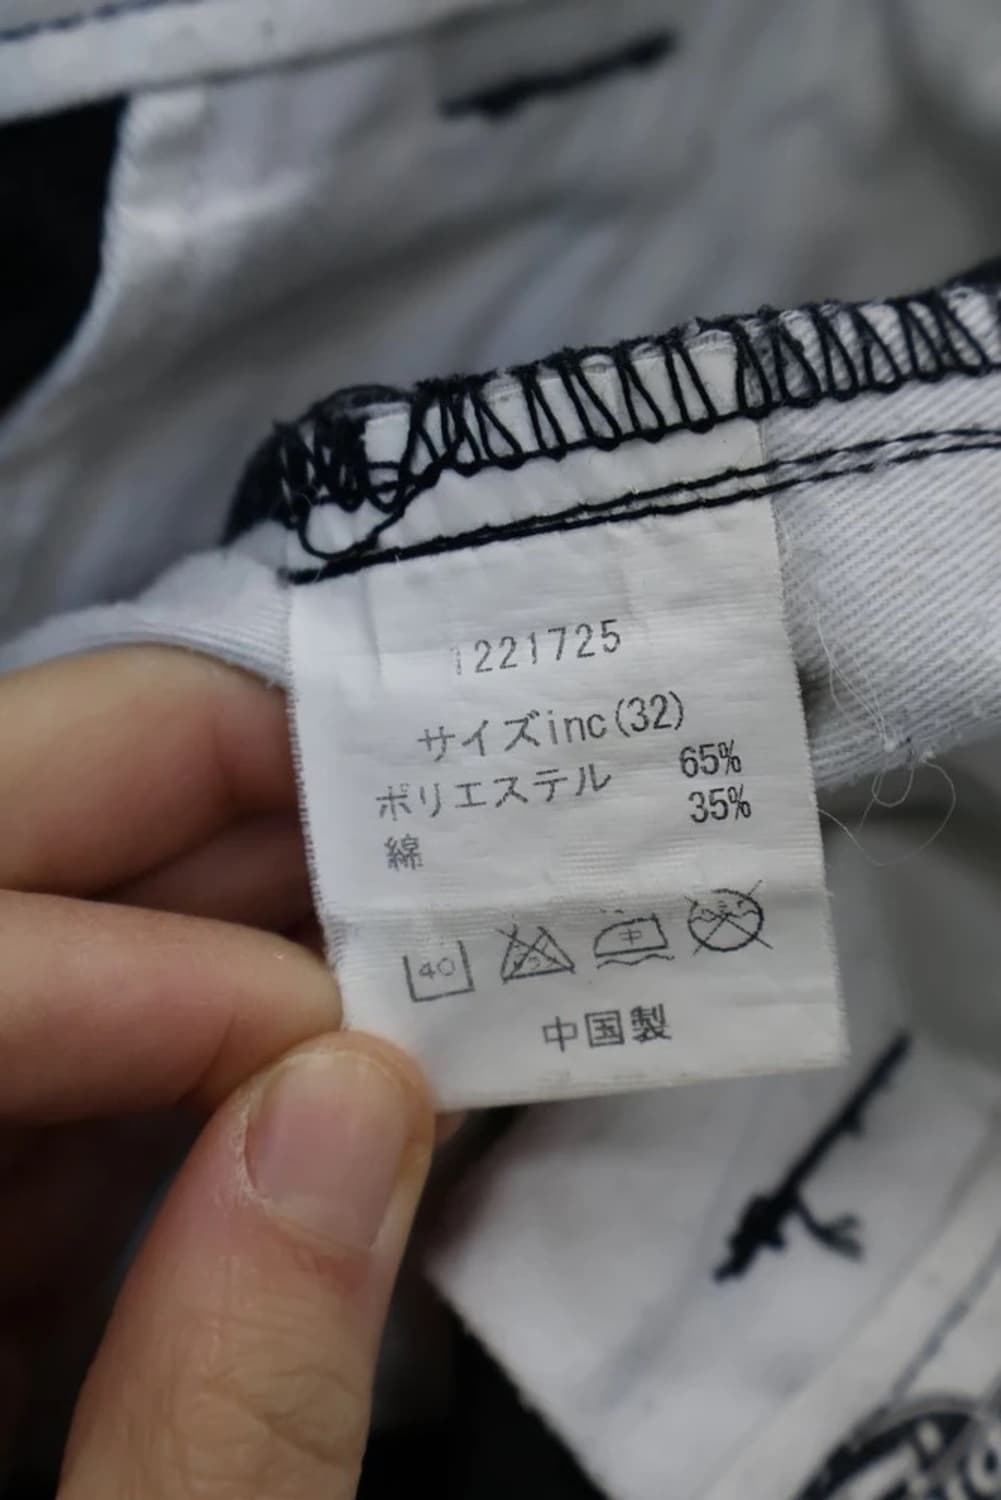 1221725
サイズinc(32)
ポリエステル 65%
綿 35%
40 中
中国製